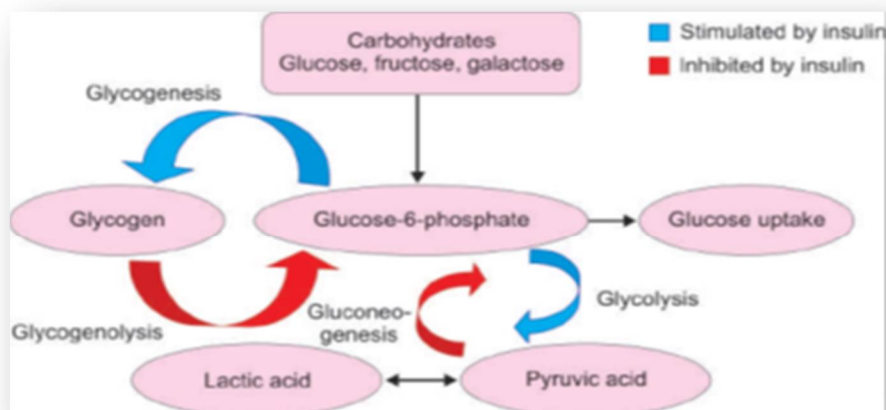 Carbohydrates
Glucose, fructose, galactose
Stimulated by insulin
Inhibited by insulin
Glycogenesis
Glycogen
Glucose-6-phosphate
Glucose uptake
Glycogenolysis
Gluconeo-
genesis
Glycolysis
Lactic acid
Pyruvic acid